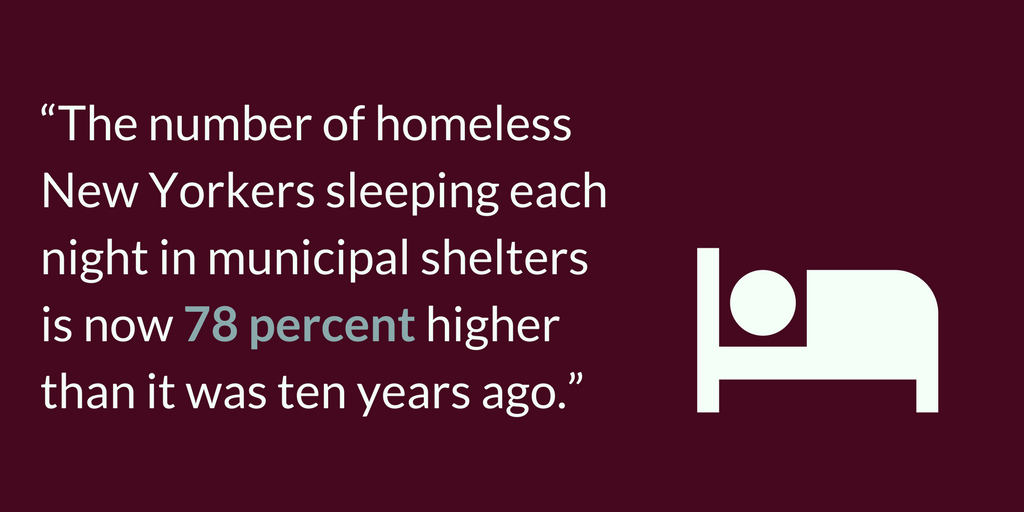 “The number of homeless
New Yorkers sleeping each
night in municipal shelters
is now 78 percent higher
than it was ten years ago.”